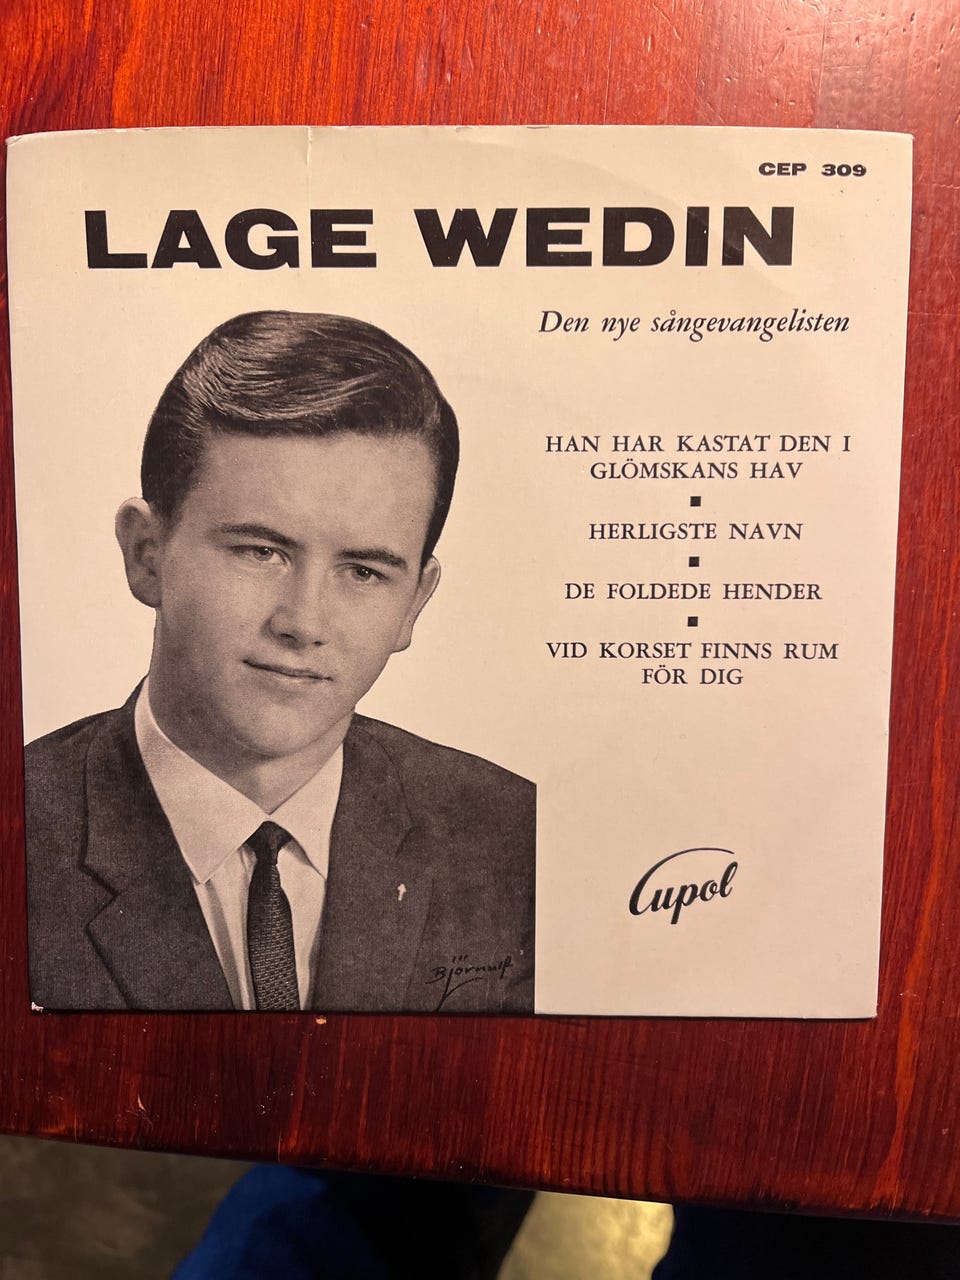 CEP 309
LAGE WEDIN
Den nye sångevangelisten
HAN HAR KASTAT DEN I
GLÖMSKANS HAV
HERLIGSTE NAVN
DE FOLDEDE HENDER
VID KORSET FINNS RUM
FÖR DIG
Cupol